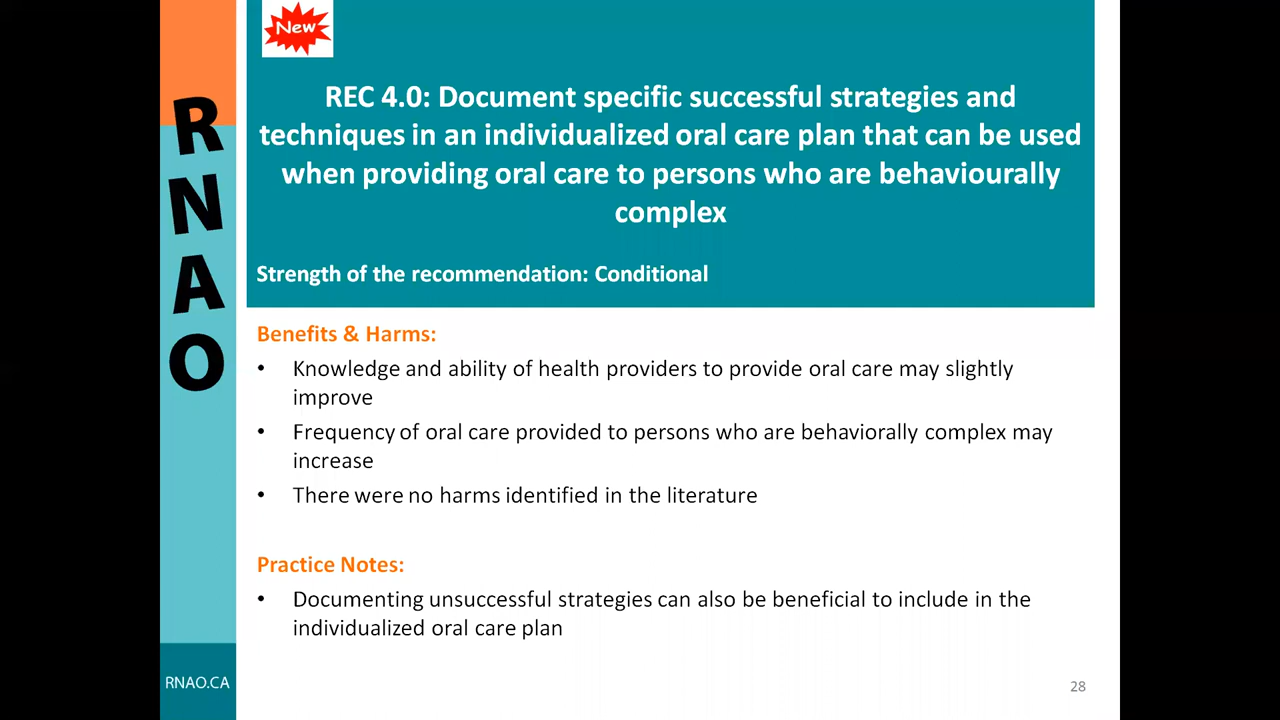 New
REC 4.0: Document specific successful strategies and
techniques in an individualized oral care plan that can be used
when providing oral care to persons who are behaviourally
complex
Strength of the recommendation: Conditional
RNAO
Benefits & Harms:
• Knowledge and ability of health providers to provide oral care may slightly
improve
• Frequency of oral care provided to persons who are behaviorally complex may
increase
• There were no harms identified in the literature
Practice Notes:
• Documenting unsuccessful strategies can also be beneficial to include in the
individualized oral care plan
RNAO.CA
28